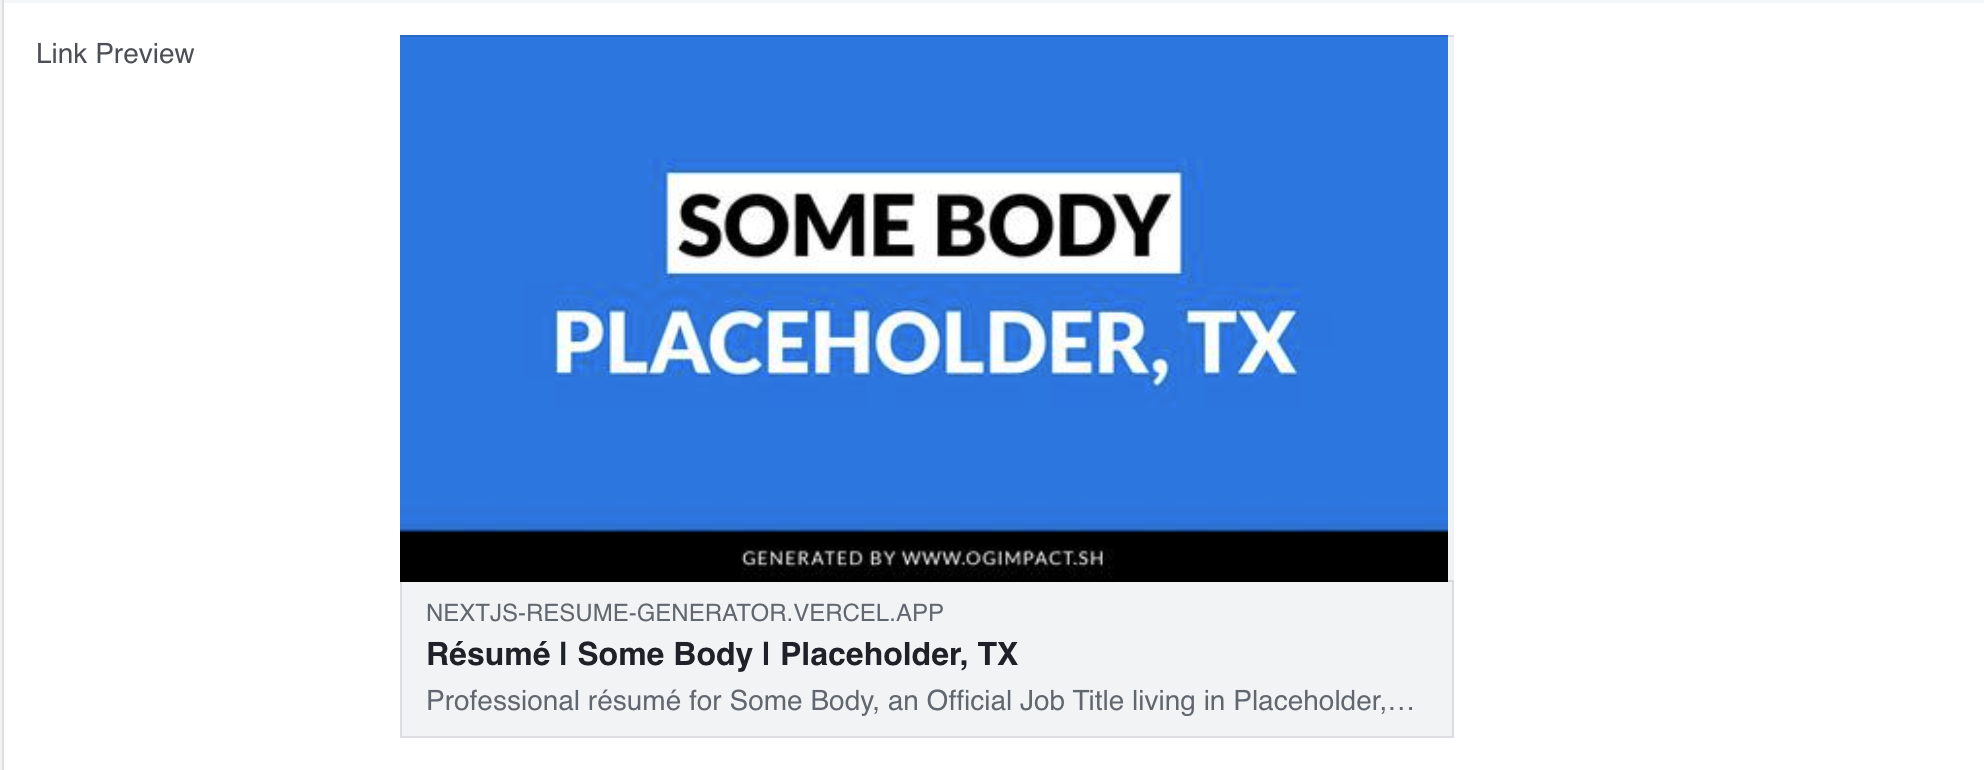 Link Preview
SOME BODY
PLACEHOLDER, TX
GENERATED BY WWW.OGIMPACT.SH
NEXTJS-RESUME-GENERATOR.VERCEL.APP
Résumé | Some Body | Placeholder, TX
Professional résumé for Some Body, an Official Job Title living in Placeholder,…